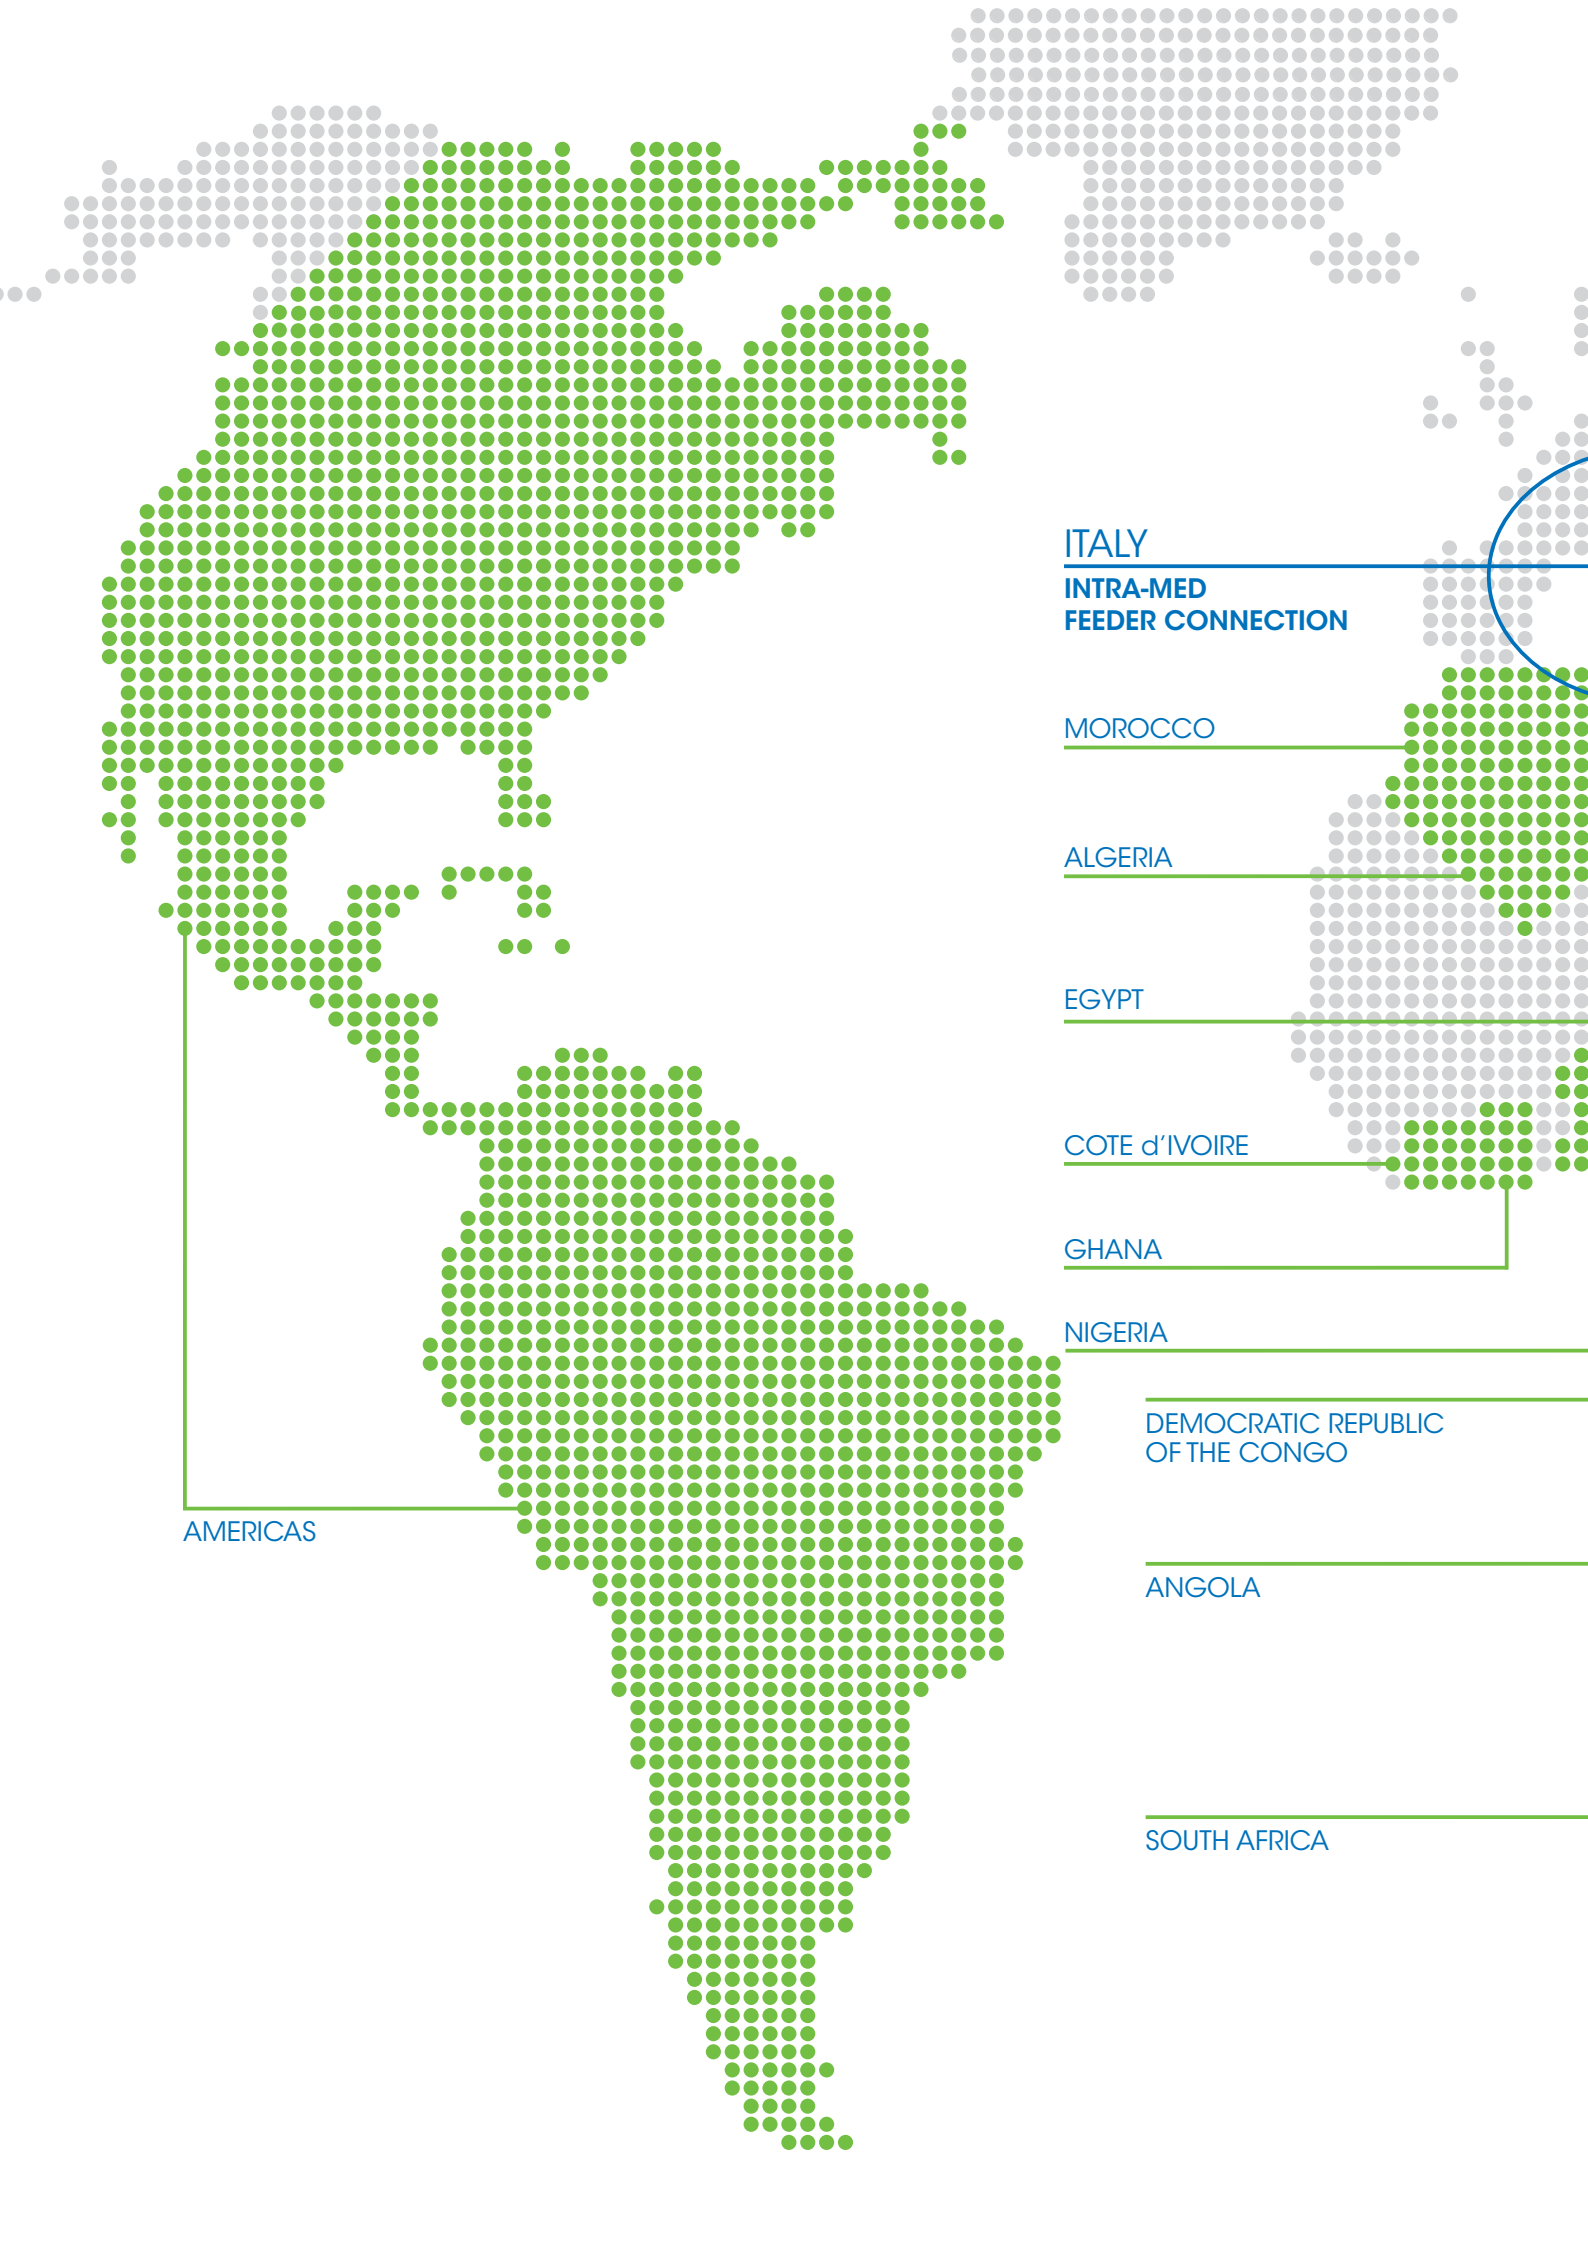 ITALY
INTRA-MED
FEEDER CONNECTION
MOROCCO
ALGERIA
EGYPT
COTE d'IVOIRE
GHANA
NIGERIA
DEMOCRATIC REPUBLIC
OF THE CONGO
AMERICAS
ANGOLA
SOUTH AFRICA